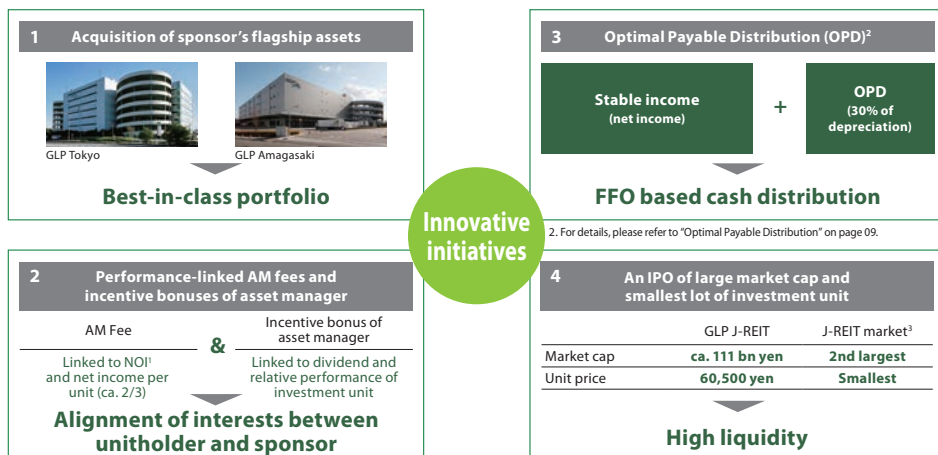 1 Acquisition of sponsor's flagship assets
GLP Tokyo
GLP Amagasaki
Best-in-class portfolio
2 Performance-linked AM fees and
incentive bonuses of asset manager
AM Fee
Linked to NOI¹
and net income per
unit (ca. 2/3)
&
Incentive bonus of
asset manager
Linked to dividend and
relative performance of
investment unit
Alignment of interests between
unitholder and sponsor
Innovative
initiatives
3 Optimal Payable Distribution (OPD)²
Stable income
(net income)
+
OPD
(30% of
depreciation)
FFO based cash distribution
2. For details, please refer to "Optimal Payable Distribution" on page 09.
4 An IPO of large market cap and
smallest lot of investment unit
GLP J-REIT J-REIT market³
Market cap ca. 111 bn yen 2nd largest
Unit price 60,500 yen Smallest
High liquidity